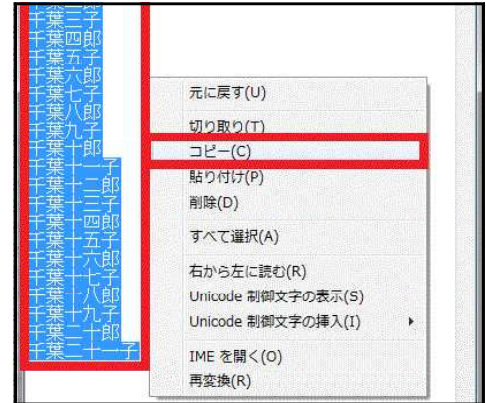 千葉三子
千葉四郎
千葉五子
千葉六郎
千葉七子
千葉八郎
千葉九子
千葉十郎
千葉十一子
千葉十二郎
千葉十三子
千葉十四郎
千葉十五子
千葉十六郎
千葉十七子
千葉十八郎
千葉十九子
千葉二十郎
千葉二十一子
元に戻す(U)
切り取り(T)
コピー(C)
貼り付け(P)
削除(D)
すべて選択(A)
右から左に読む(R)
Unicode 制御文字の表示(S)
Unicode 制御文字の挿入(I)
IME を開く(O)
再変換(R)